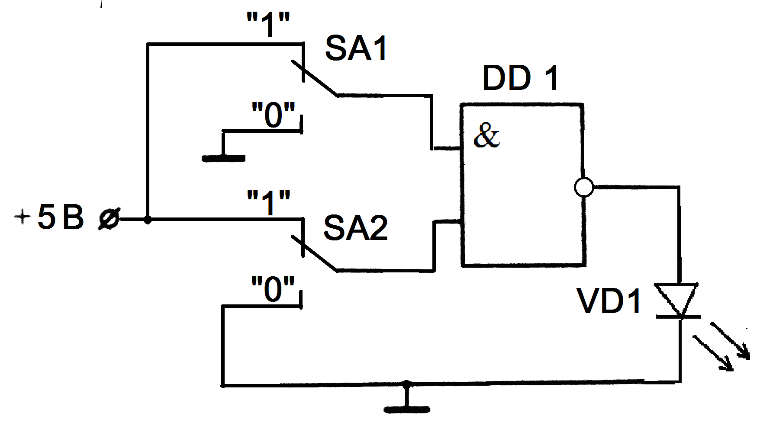 "1"
SA1
DD 1
"0"
&
"1"
+5 В
SA2
"0"
VD1